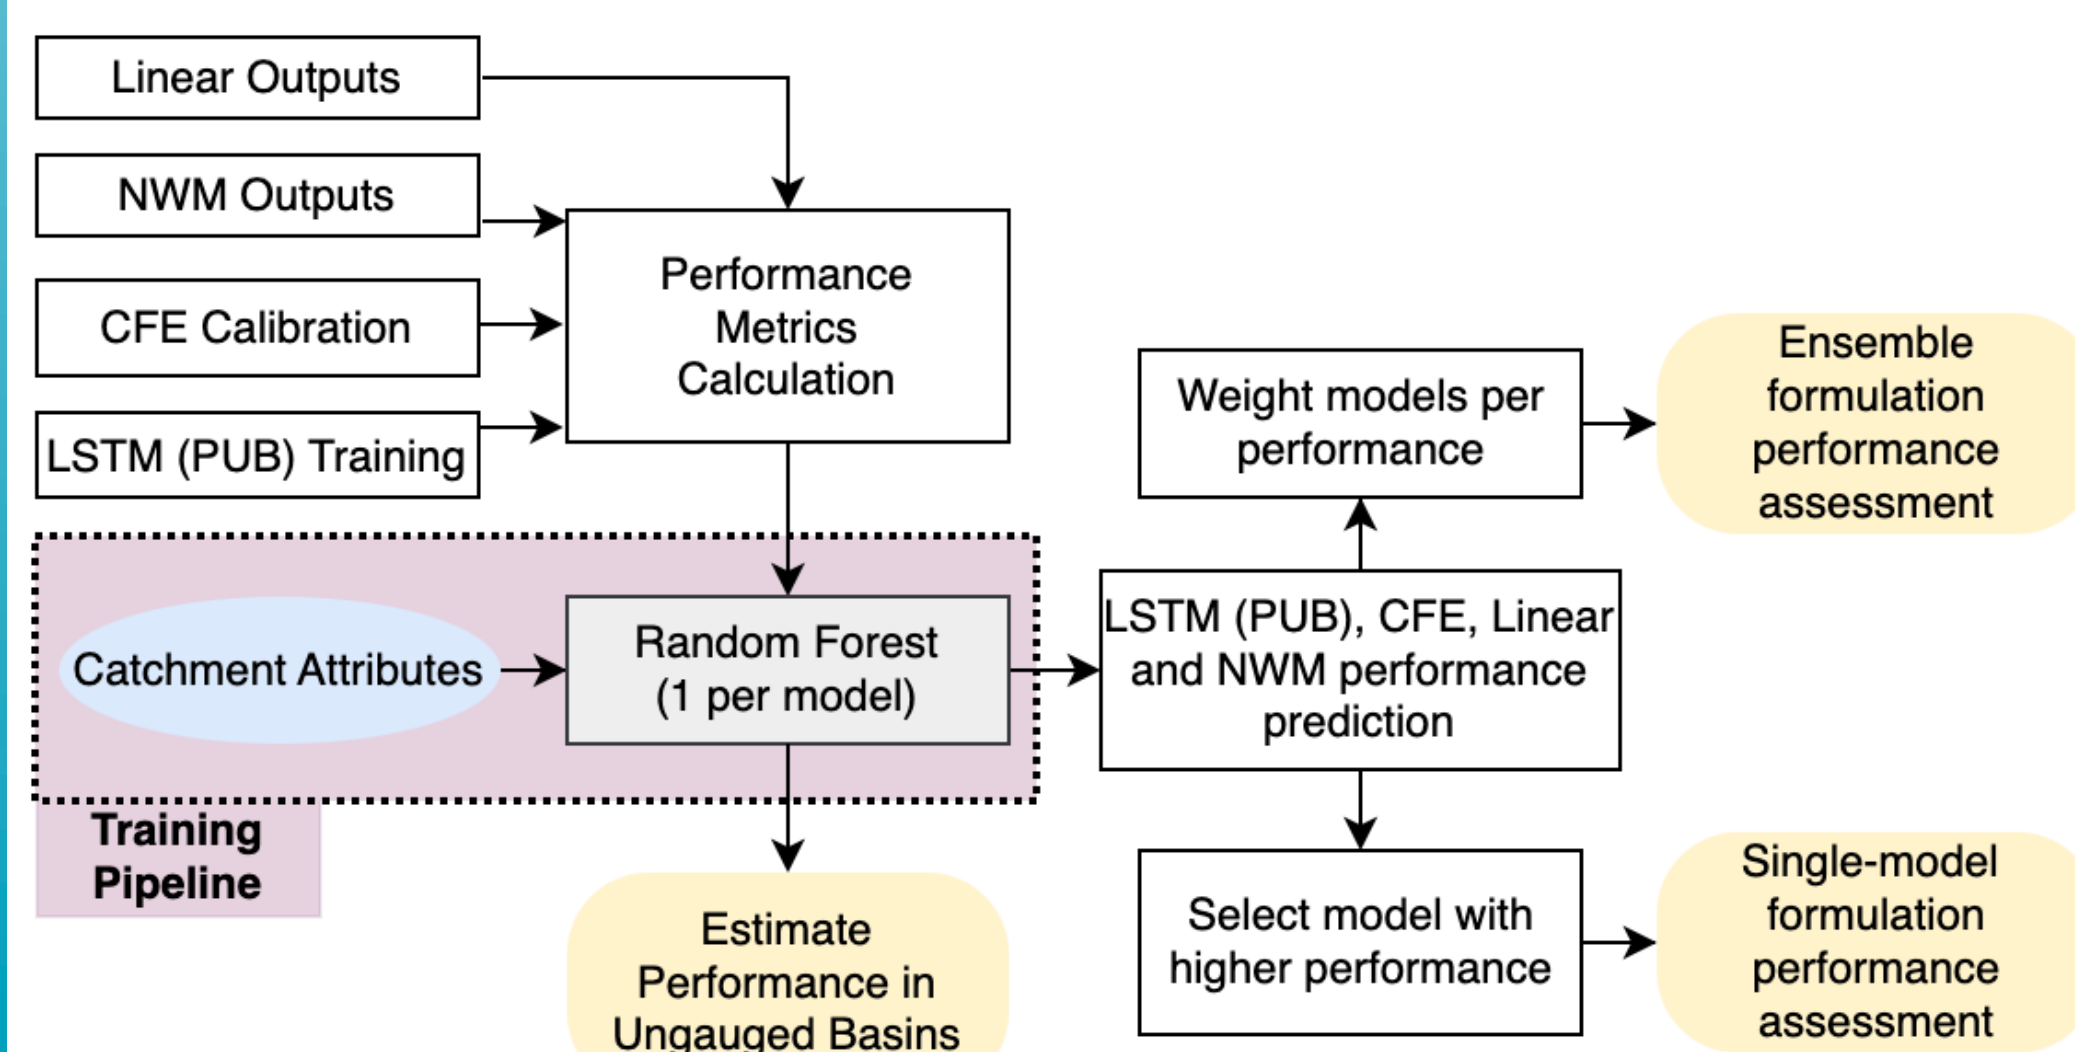 Linear Outputs
NWM Outputs
CFE Calibration
LSTM (PUB) Training
Performance
Metrics
Calculation
Catchment Attributes
Random Forest
(1 per model)
Training
Pipeline
Estimate
Performance in
Ungauged Basins
LSTM (PUB), CFE, Linear
and NWM performance
prediction
Weight models per
performance
Ensemble
formulation
performance
assessment
Select model with
higher performance
Single-model
formulation
performance
assessment